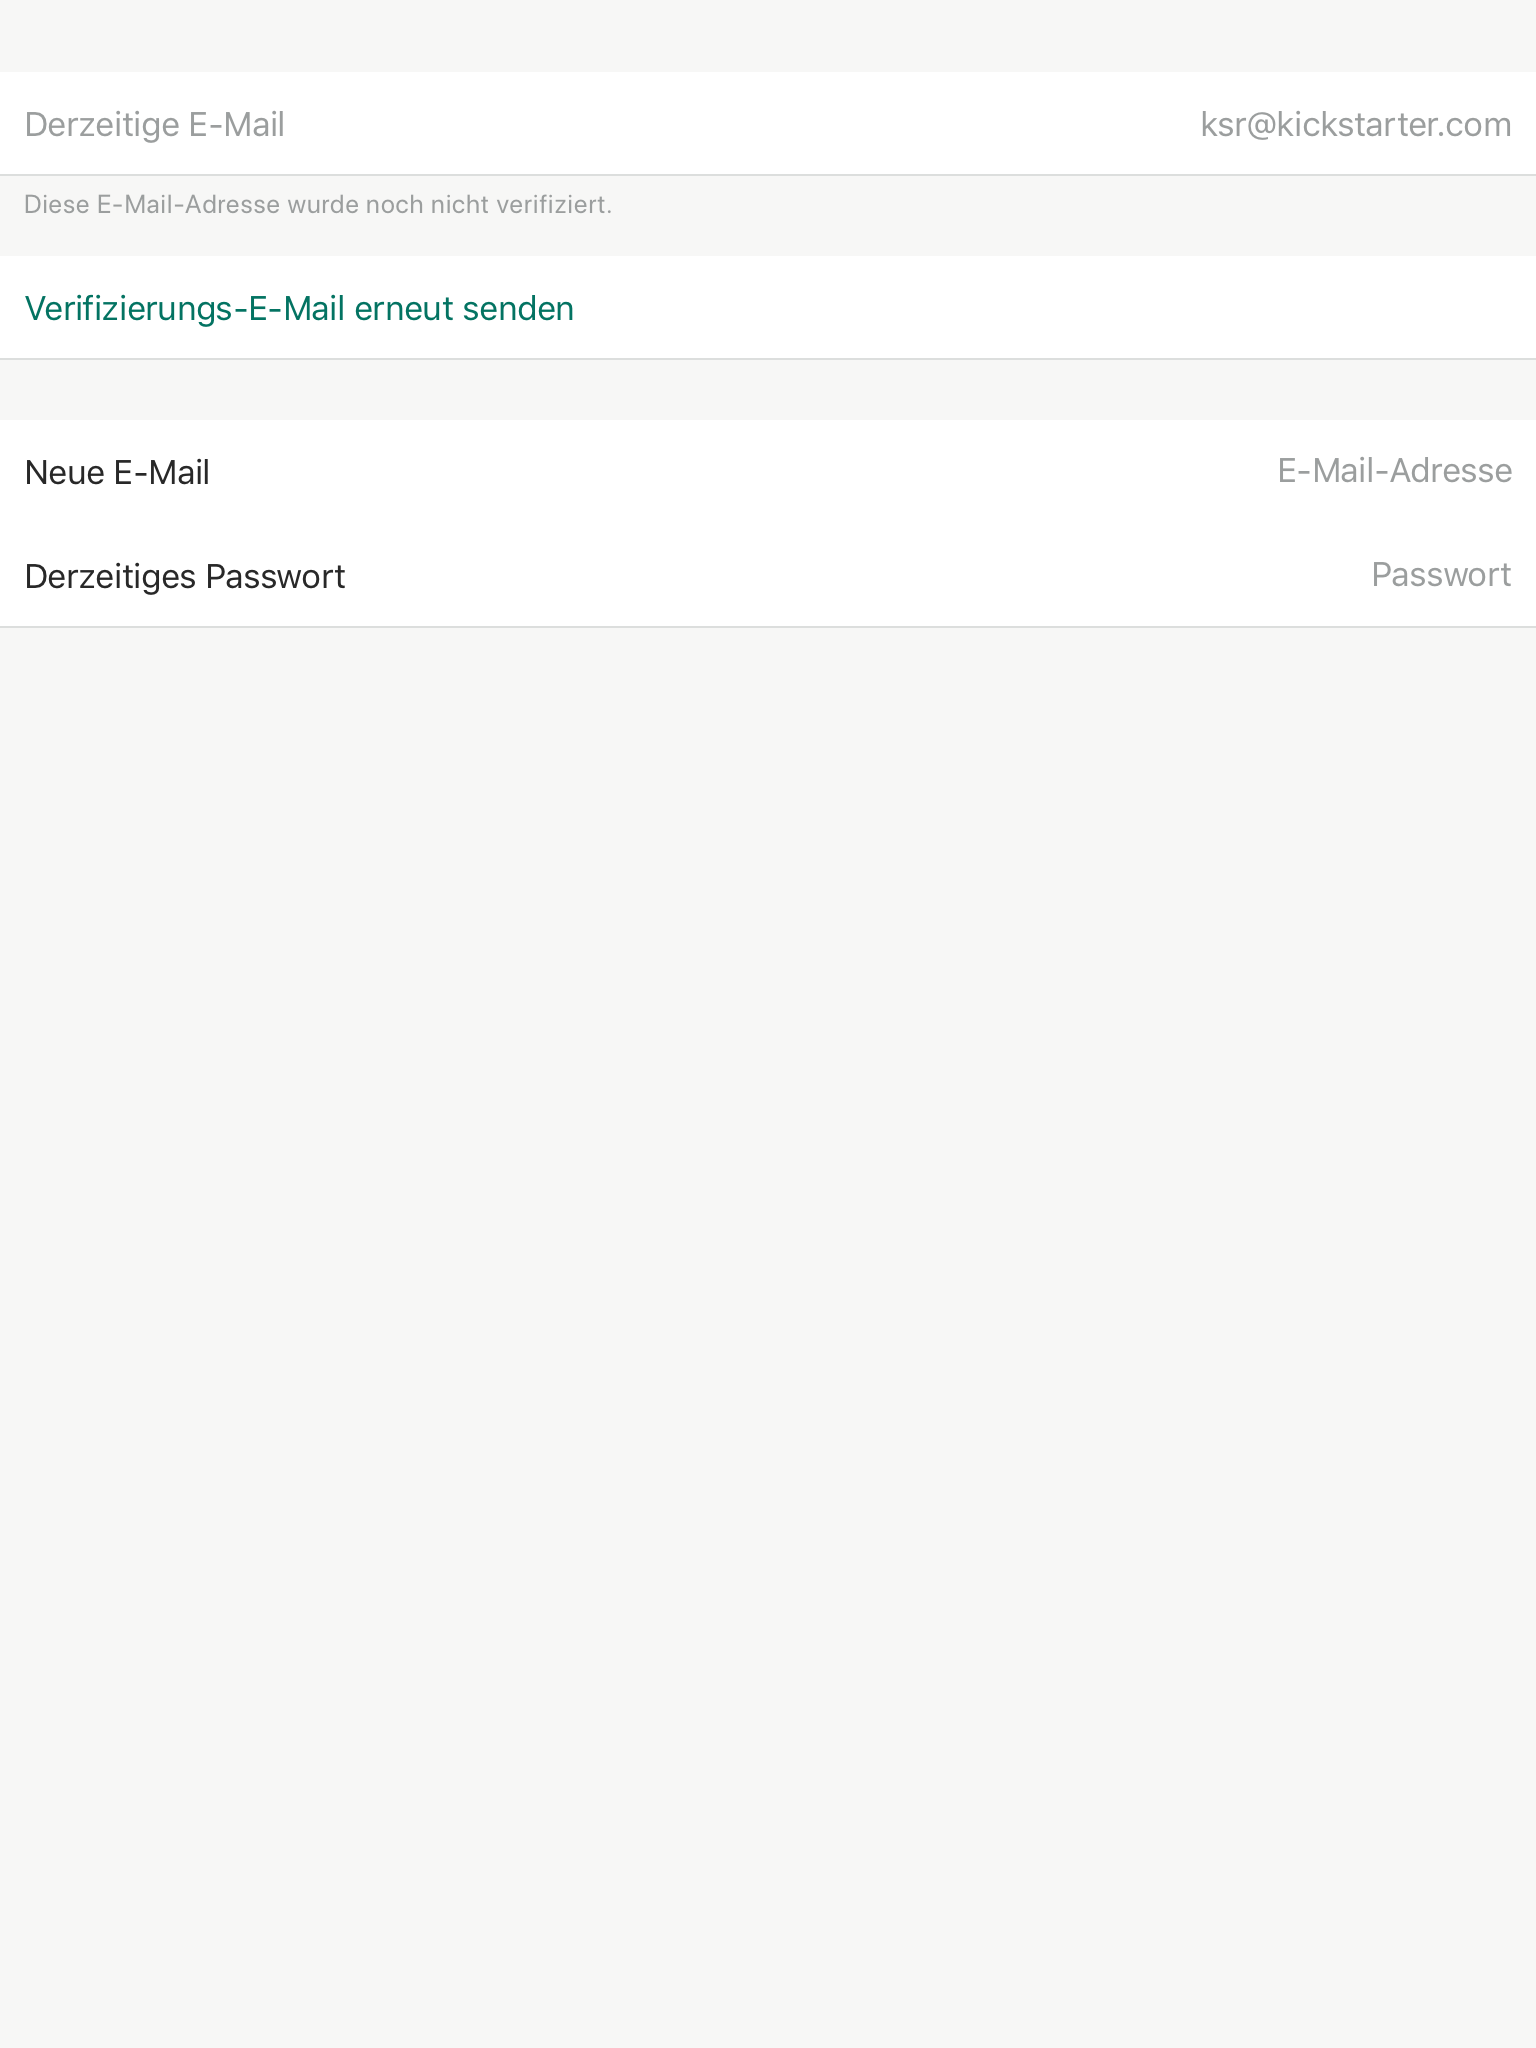 Derzeitige E-Mail ksr@kickstarter.com
Diese E-Mail-Adresse wurde noch nicht verifiziert.
Verifizierungs-E-Mail erneut senden
Neue E-Mail E-Mail-Adresse
Derzeitiges Passwort Passwort